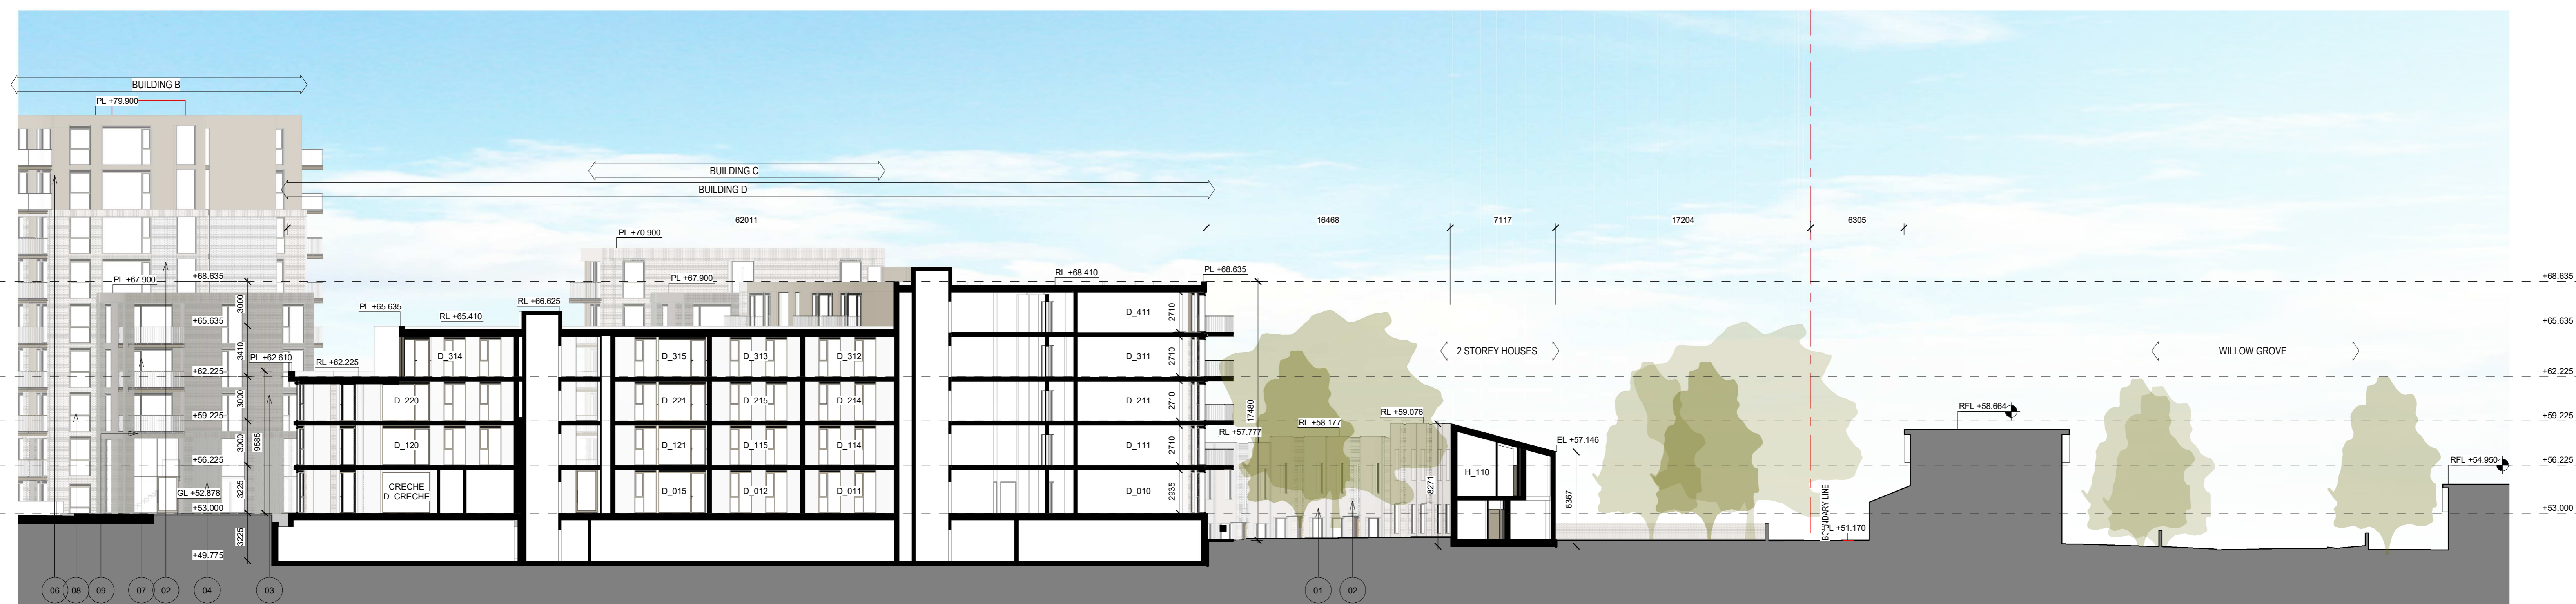 BUILDING B
PL +79.900
BUILDING C
BUILDING D
62011
16468
7117
17204
6305
PL +70.900
PL +67.900
+68.635
PL +67.900
RL +68.410
PL +68.635
+68.635
3000
PL +65.635
RL +66.625
+65.635
RL +65.410
+65.635
D_411
2710
3410
PL +62.610
RL +62.225
D_314
D_315
D_313
D_312
D_311
2710
2 STOREY HOUSES
WILLOW GROVE
+62.225
+62.225
3000
D_220
D_221
D_215
D_214
D_211
2710
17480
RL +59.076
RFL +58.664
+59.225
+59.225
RL +57.777
RL +58.177
3000
9585
D_120
D_121
D_115
D_114
D_111
2710
EL +57.146
+56.225
+56.225
H_110
RFL +54.950
3225
GL +52.878
CRECHE
D_CRECHE
D_015
D_012
D_011
D_010
2935
8271
6367
+53.000
+53.000
BOUNDARY LINE
PL +51.170
3225
+49.775
06
08
09
07
02
04
03
01
02